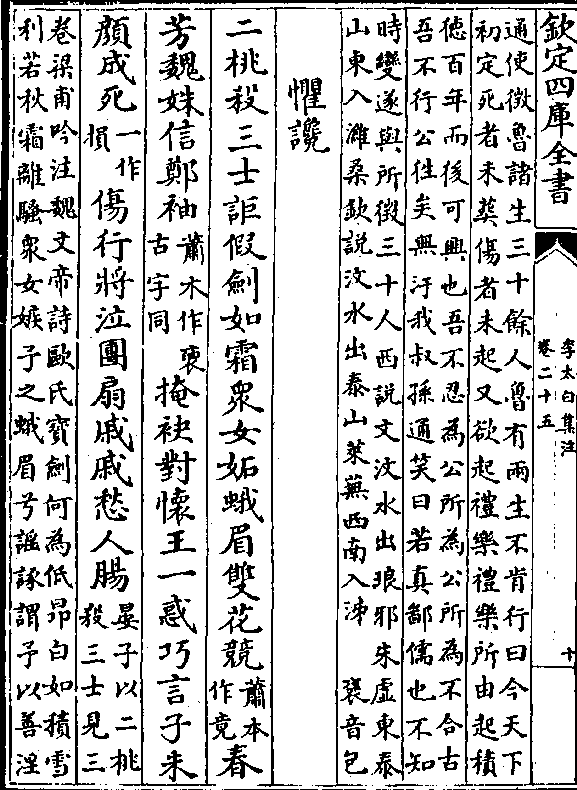 欽定四庫全書
李太白集注
卷二十五
十
通使徵魯諸生三十餘人魯有兩生不肯行曰今天下
初定死者未葬傷者未起又欲起禮樂禮樂所由起積
德百年而後可興也吾不忍為公所為公所為不合古
吾不行公往矣無汙我叔孫通笑曰若真鄙儒也不知
時變遂與所徵三十人西説文汶水出琅邪朱虛東泰
山東入濰桑欽説汶水出泰山萊蕪西南入泲　褒音包
懼讒
二桃殺三士詎假劍如霜衆女妬蛾眉雙花競蕭本作竞春
芳魏姝信鄭袖蕭木作褏古字同掩袂對懷王一惑巧言子朱
顔成死一作損傷行將泣團扇戚戚愁人腸晏子以二桃殺三士見三
卷梁甫吟注魏文帝詩歐氏寶劍何為低昂白如積雪
利若秋霜離騷衆女嫉予之蛾眉兮謡諑謂予以善淫